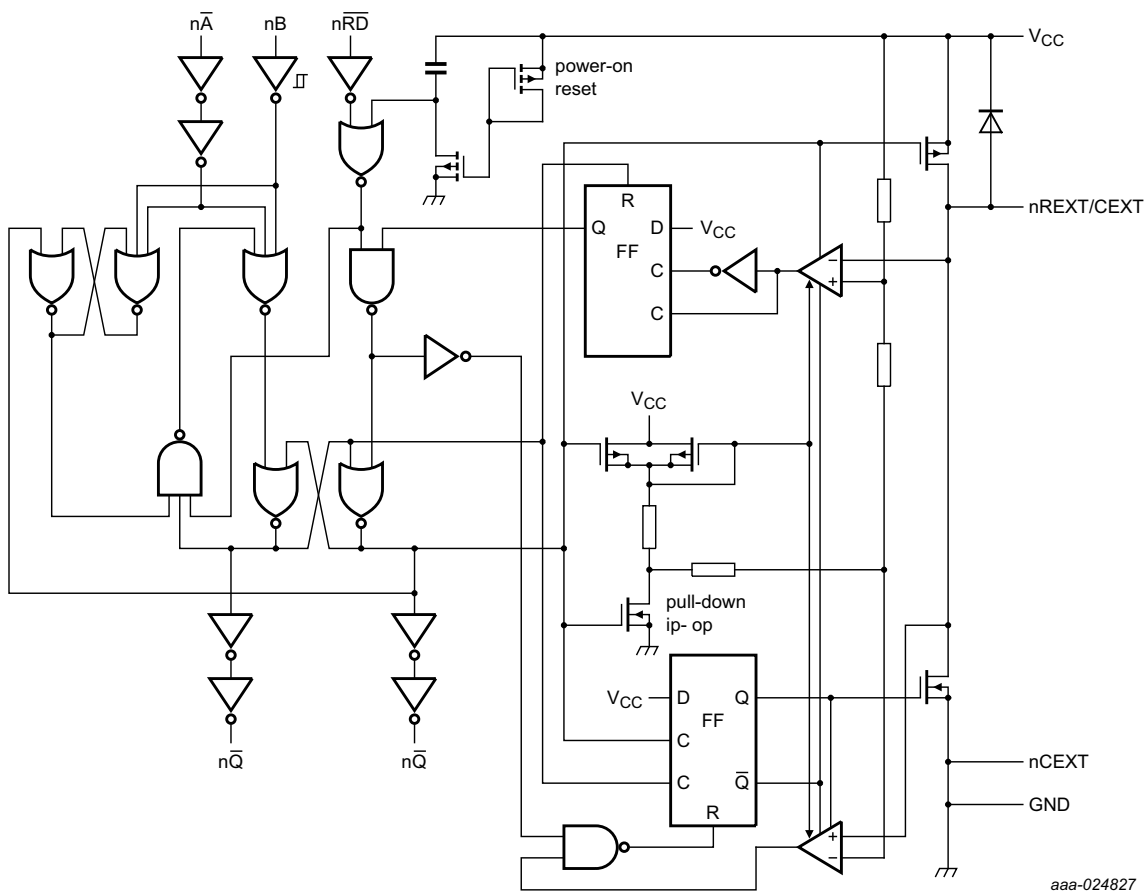 nA̅
nB
nR̅D̅
VCC
power-on
reset
R
Q
D
VCC
FF
C
C
nREXT/CEXT
−
+
VCC
pull-down
ip- op
VCC
D
Q
FF
C
C
Q̅
R
nQ̅
nQ̅
nCEXT
GND
+
−
aaa-024827